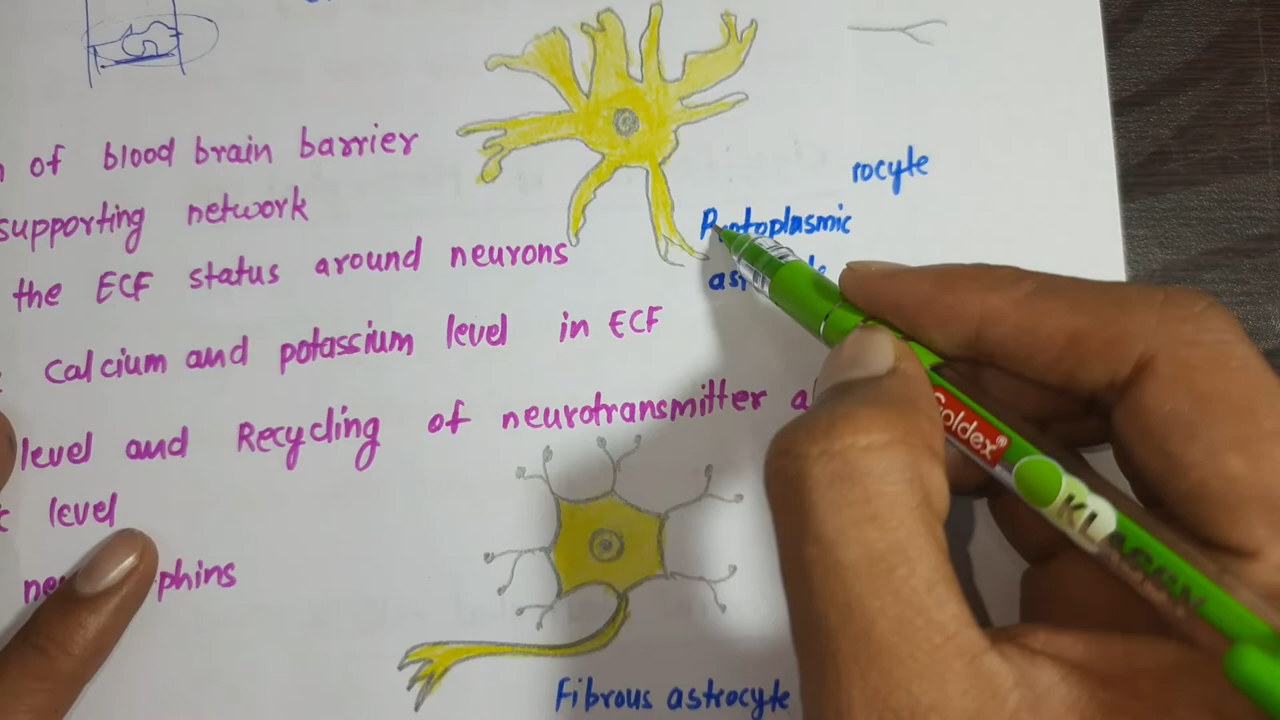 of blood brain barrier
rocyte
supporting network
Protoplasmic
the ECF status around neurons
calcium and potassium level in ECF
level and Recycling of neurotransmitter
level
Fibrous astrocyte
Goldex®